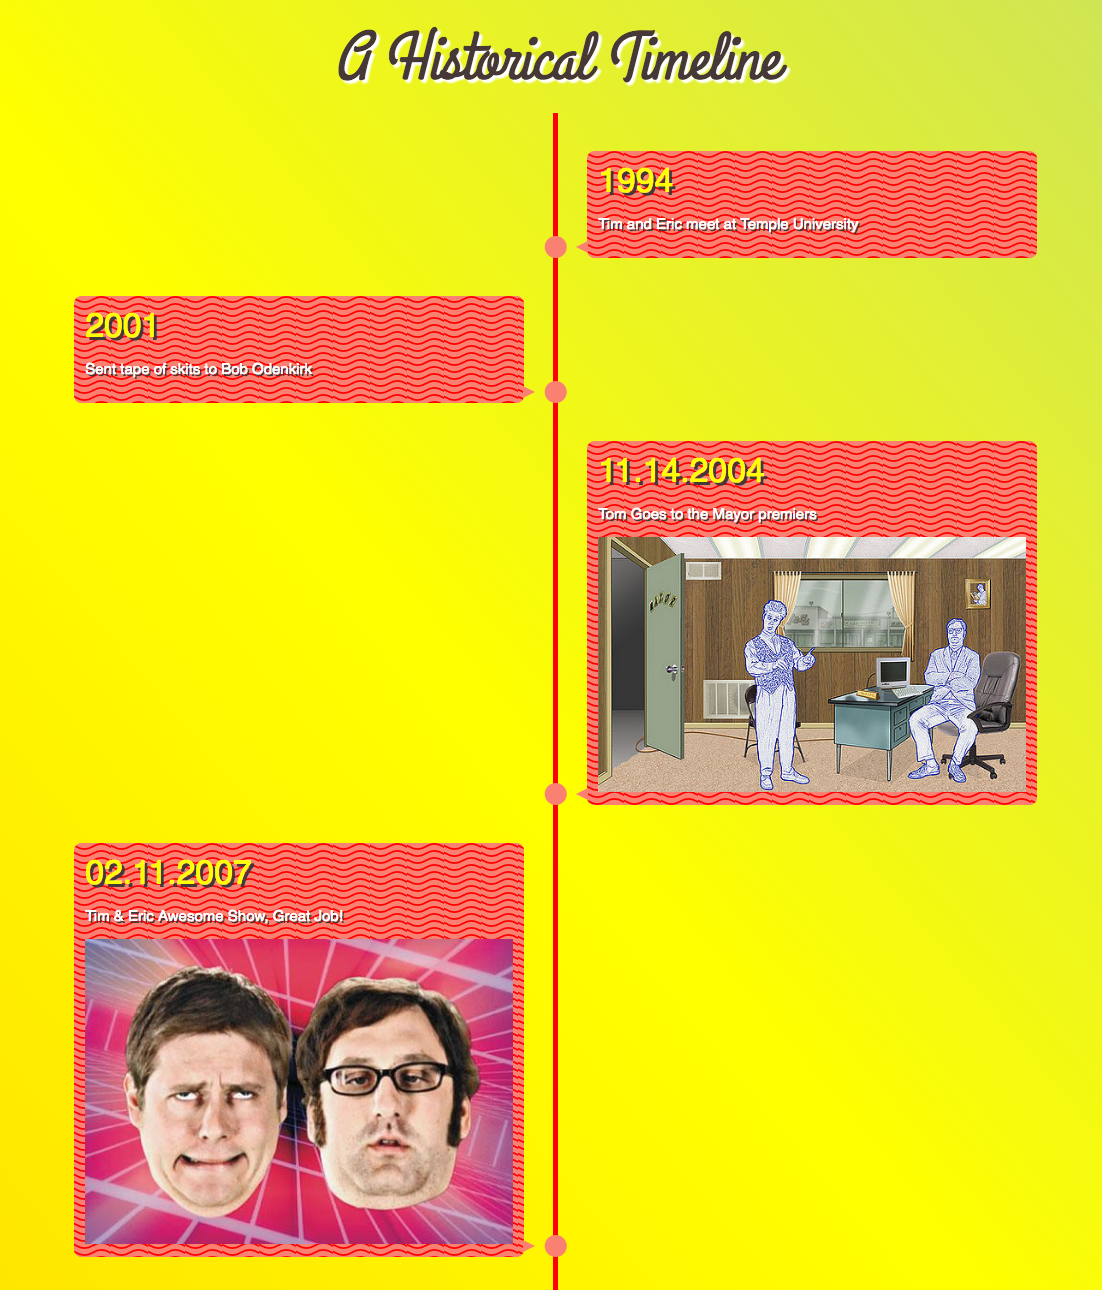 A Historical Timeline
1994
Tim and Eric meet at Temple University
2001
Sent tape of skits to Bob Odenkirk
11.14.2004
Tom Goes to the Mayor premiers
02.11.2007
Tim & Eric Awesome Show, Great Job!